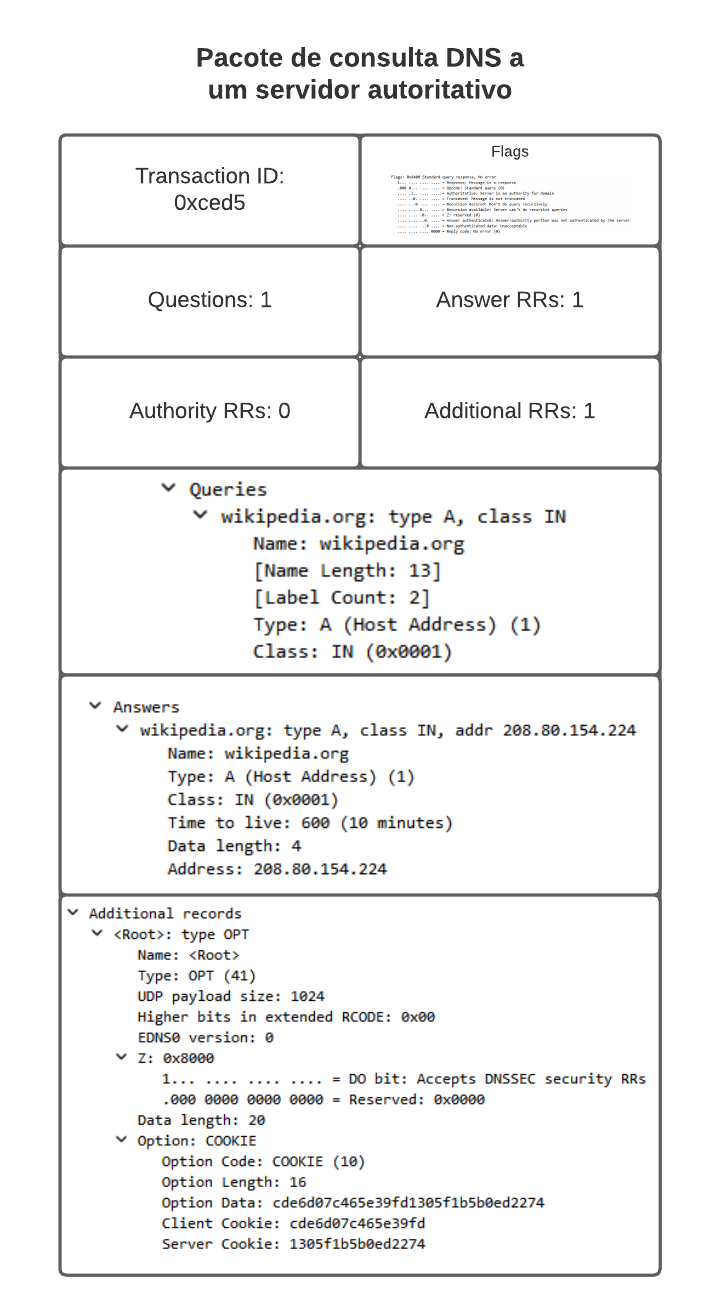 Pacote de consulta DNS a
um servidor autoritativo
Transaction ID:
0xced5
Flags
Flags: 0x8400 Standard query response, No error
1... .... .... .... = Response: Message is a response
.000 0... .... .... = Opcode: Standard query (0)
.... .1.. .... .... = Authoritative: Server is an authority for domain
.... ..0. .... .... = Truncated: Message is not truncated
.... ...0 .... .... = Recursion desired: Don't do query recursively
.... .... 0... .... = Recursion available: Server can't do recursive queries
.... .... .0.. .... = Z: reserved (0)
.... .... ..0. .... = Answer authenticated: Answer/authority portion was not authenticated by the server
.... .... ...0 .... = Non-authenticated data: Unacceptable
.... .... .... 0000 = Reply code: No error (0)
Questions: 1
Answer RRs: 1
Authority RRs: 0
Additional RRs: 1
Queries
wikipedia.org: type A, class IN
Name: wikipedia.org
[Name Length: 13]
[Label Count: 2]
Type: A (Host Address) (1)
Class: IN (0x0001)
Answers
wikipedia.org: type A, class IN, addr 208.80.154.224
Name: wikipedia.org
Type: A (Host Address) (1)
Class: IN (0x0001)
Time to live: 600 (10 minutes)
Data length: 4
Address: 208.80.154.224
Additional records
<Root>: type OPT
Name: <Root>
Type: OPT (41)
UDP payload size: 1024
Higher bits in extended RCODE: 0x00
EDNS0 version: 0
Z: 0x8000
1... .... .... .... = DO bit: Accepts DNSSEC security RRs
.000 0000 0000 0000 = Reserved: 0x0000
Data length: 20
Option: COOKIE
Option Code: COOKIE (10)
Option Length: 16
Option Data: cde6d07c465e39fd1305f1b5b0ed2274
Client Cookie: cde6d07c465e39fd
Server Cookie: 1305f1b5b0ed2274